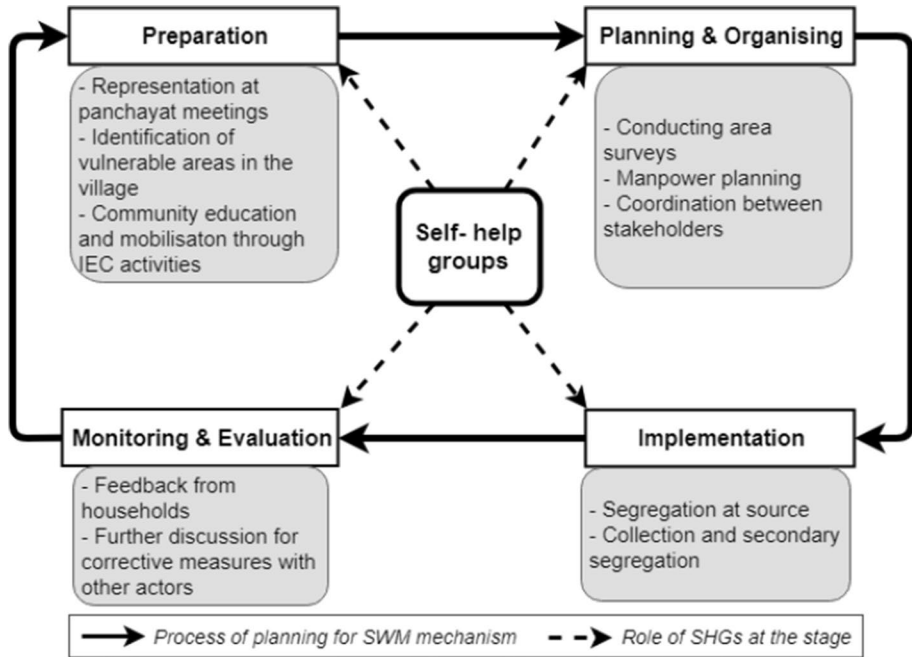 Preparation
- Representation at
panchayat meetings
- Identification of
vulnerable areas in the
village
- Community education
and mobilisaton through
IEC activities
Planning & Organising
- Conducting area
surveys
- Manpower planning
- Coordination between
stakeholders
Self- help
groups
Monitoring & Evaluation
- Feedback from
households
- Further discussion for
corrective measures with
other actors
Implementation
- Segregation at source
- Collection and secondary
segregation
Process of planning for SWM mechanism
Role of SHGs at the stage